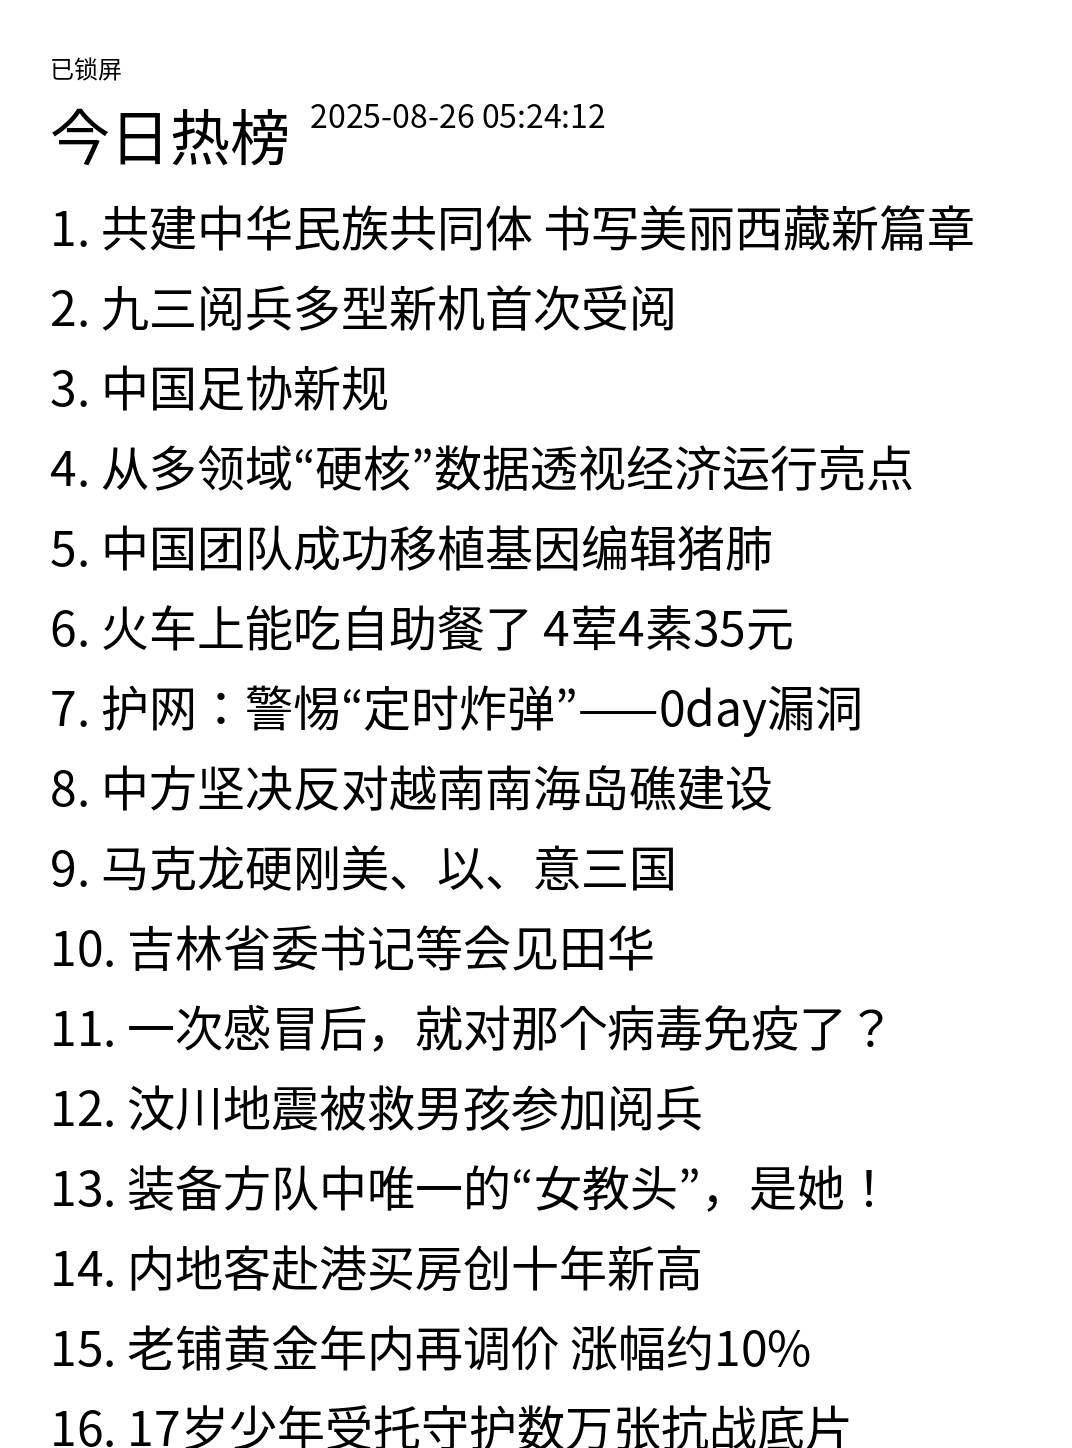 已锁屏
今日热榜 2025-08-26 05:24:12
1. 共建中华民族共同体 书写美丽西藏新篇章
2. 九三阅兵多型新机首次受阅
3. 中国足协新规
4. 从多领域“硬核”数据透视经济运行亮点
5. 中国团队成功移植基因编辑猪肺
6. 火车上能吃自助餐了 4荤4素35元
7. 护网：警惕“定时炸弹”——0day漏洞
8. 中方坚决反对越南南海岛礁建设
9. 马克龙硬刚美、以、意三国
10. 吉林省委书记等会见田华
11. 一次感冒后，就对那个病毒免疫了？
12. 汶川地震被救男孩参加阅兵
13. 装备方队中唯一的“女教头”，是她！
14. 内地客赴港买房创十年新高
15. 老铺黄金年内再调价 涨幅约10%
16. 17岁少年受托守护数万张抗战底片